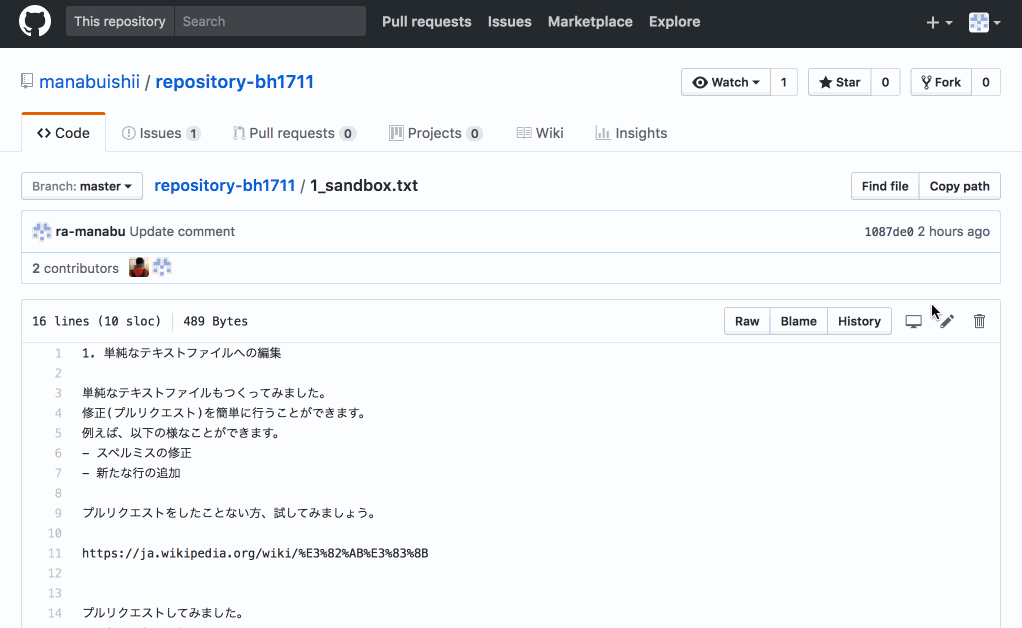 This repository Search Pull requests Issues Marketplace Explore
manabuishii / repository-bh1711 Watch 1 Star 0 Fork 0
Code Issues 1 Pull requests 0 Projects 0 Wiki Insights
Branch: master repository-bh1711 / 1_sandbox.txt Find file Copy path
ra-manabu Update comment 1087de0 2 hours ago
2 contributors
16 lines (10 sloc) 489 Bytes Raw Blame History
1 1. 単純なテキストファイルへの編集
2
3 単純なテキストファイルもつくってみました。
4 修正(プルリクエスト)を簡単に行うことができます。
5 例えば、以下の様なことができます。
6 - スペルミスの修正
7 - 新たな行の追加
8
9 プルリクエストをしたことない方、試してみましょう。
10
11 https://ja.wikipedia.org/wiki/%E3%82%AB%E3%83%8B
12
13
14 プルリクエストしてみました。